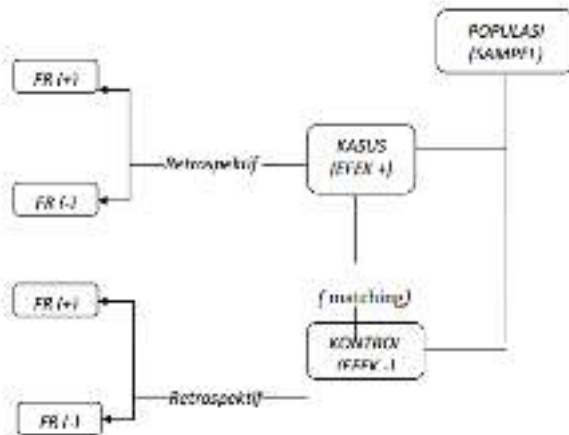 POPULASI
(SAMPEL)
FR (+)
KASUS
(EFEK +)
Retrospektif
FR (-)
FR (+)
( matching)
KONTROL
(EFEK -)
Retrospektif
FR (-)